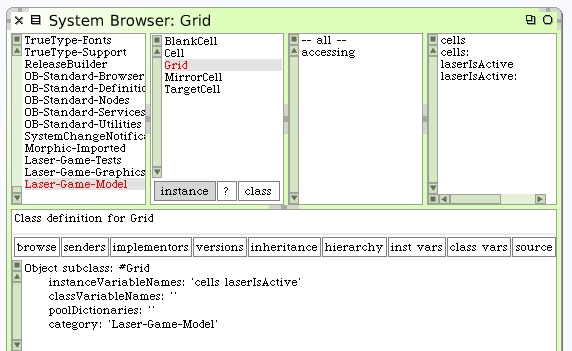 System Browser: Grid
TrueType-Fonts
TrueType-Support
ReleaseBuilder
OB-Standard-Browser
OB-Standard-Definitio
OB-Standard-Nodes
OB-Standard-Services
OB-Standard-Utilities
SystemChangeNotifica
Morphic-Imported
Laser-Game-Tests
Laser-Game-Graphics
Laser-Game-Model
BlankCell
Cell
Grid
MirrorCell
TargetCell
instance ? class
-- all --
accessing
cells
cells:
laserIsActive
laserIsActive:
Class definition for Grid
browse senders implementors versions inheritance hierarchy inst vars class vars source
Object subclass: #Grid
instanceVariableNames: 'cells laserIsActive'
classVariableNames: ''
poolDictionaries: ''
category: 'Laser-Game-Model'